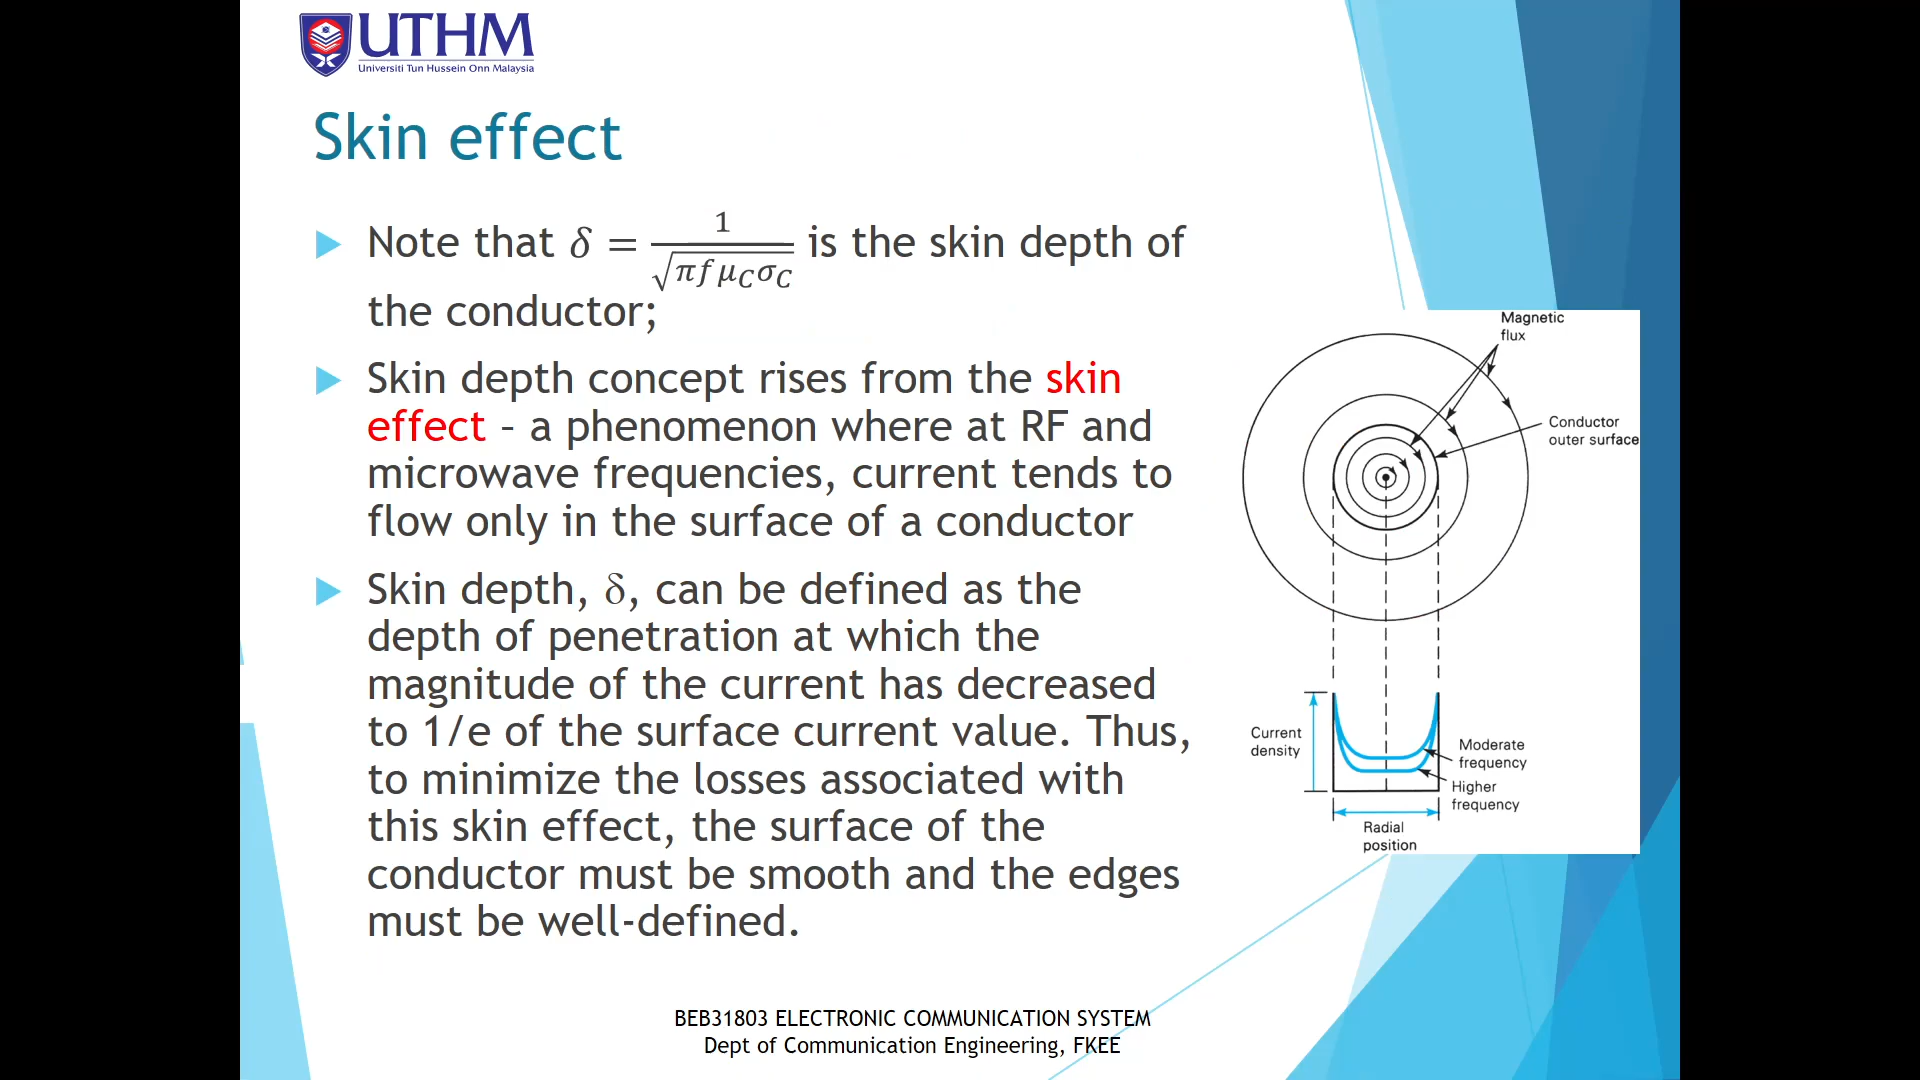 UTHM
Universiti Tun Hussein Onn Malaysia
Skin effect
Note that δ = 1/√(πfμ_Cσ_C) is the skin depth of
the conductor;
Skin depth concept rises from the skin
effect – a phenomenon where at RF and
microwave frequencies, current tends to
flow only in the surface of a conductor
Skin depth, δ, can be defined as the
depth of penetration at which the
magnitude of the current has decreased
to 1/e of the surface current value. Thus,
to minimize the losses associated with
this skin effect, the surface of the
conductor must be smooth and the edges
must be well-defined.
Magnetic
flux
Conductor
outer surface
Current
density
Moderate
frequency
Higher
frequency
Radial
position
BEB31803 ELECTRONIC COMMUNICATION SYSTEM
Dept of Communication Engineering, FKEE